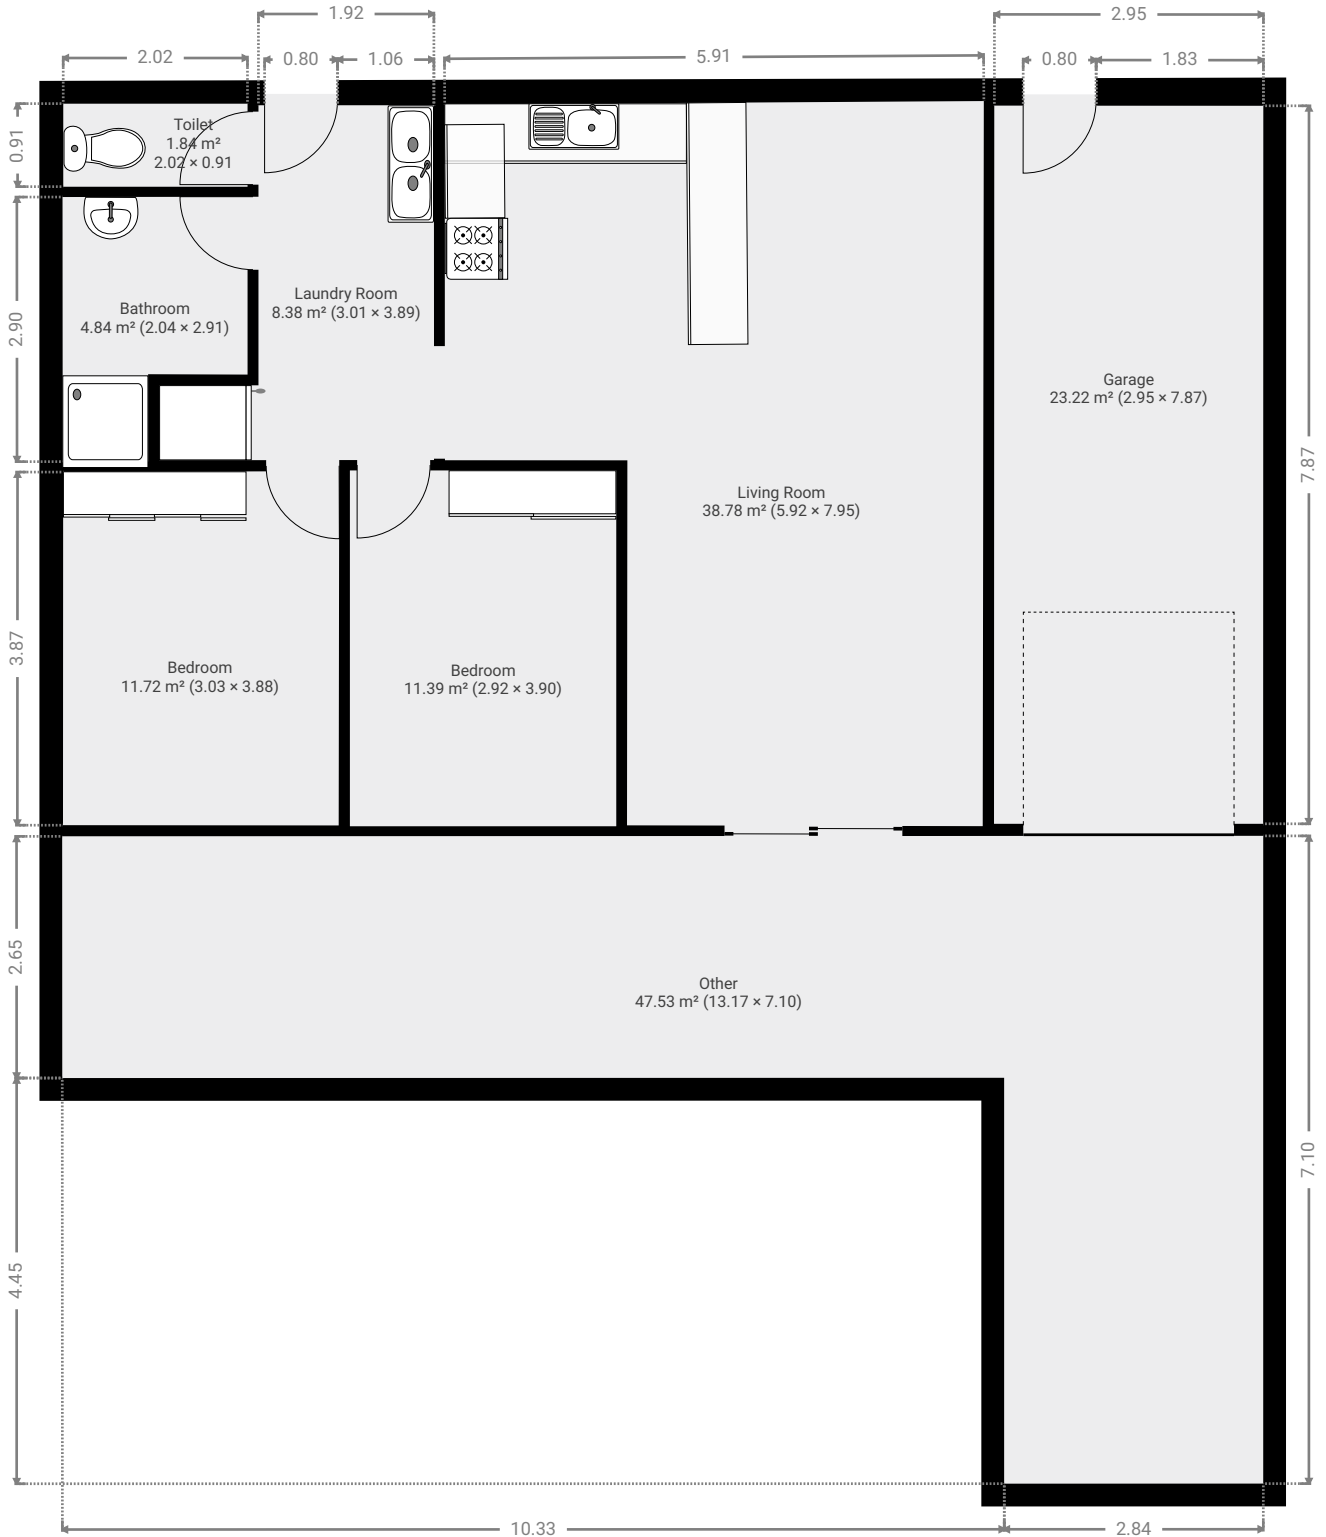 1.92
2.95
2.02
0.80
1.06
5.91
0.80
1.83
0.91
Toilet
1.84 m²
2.02 × 0.91
2.90
Laundry Room
8.38 m² (3.01 × 3.89)
Bathroom
4.84 m² (2.04 × 2.91)
Garage
23.22 m² (2.95 × 7.87)
7.87
Living Room
38.78 m² (5.92 × 7.95)
3.87
Bedroom
11.72 m² (3.03 × 3.88)
Bedroom
11.39 m² (2.92 × 3.90)
2.65
Other
47.53 m² (13.17 × 7.10)
7.10
4.45
10.33
2.84